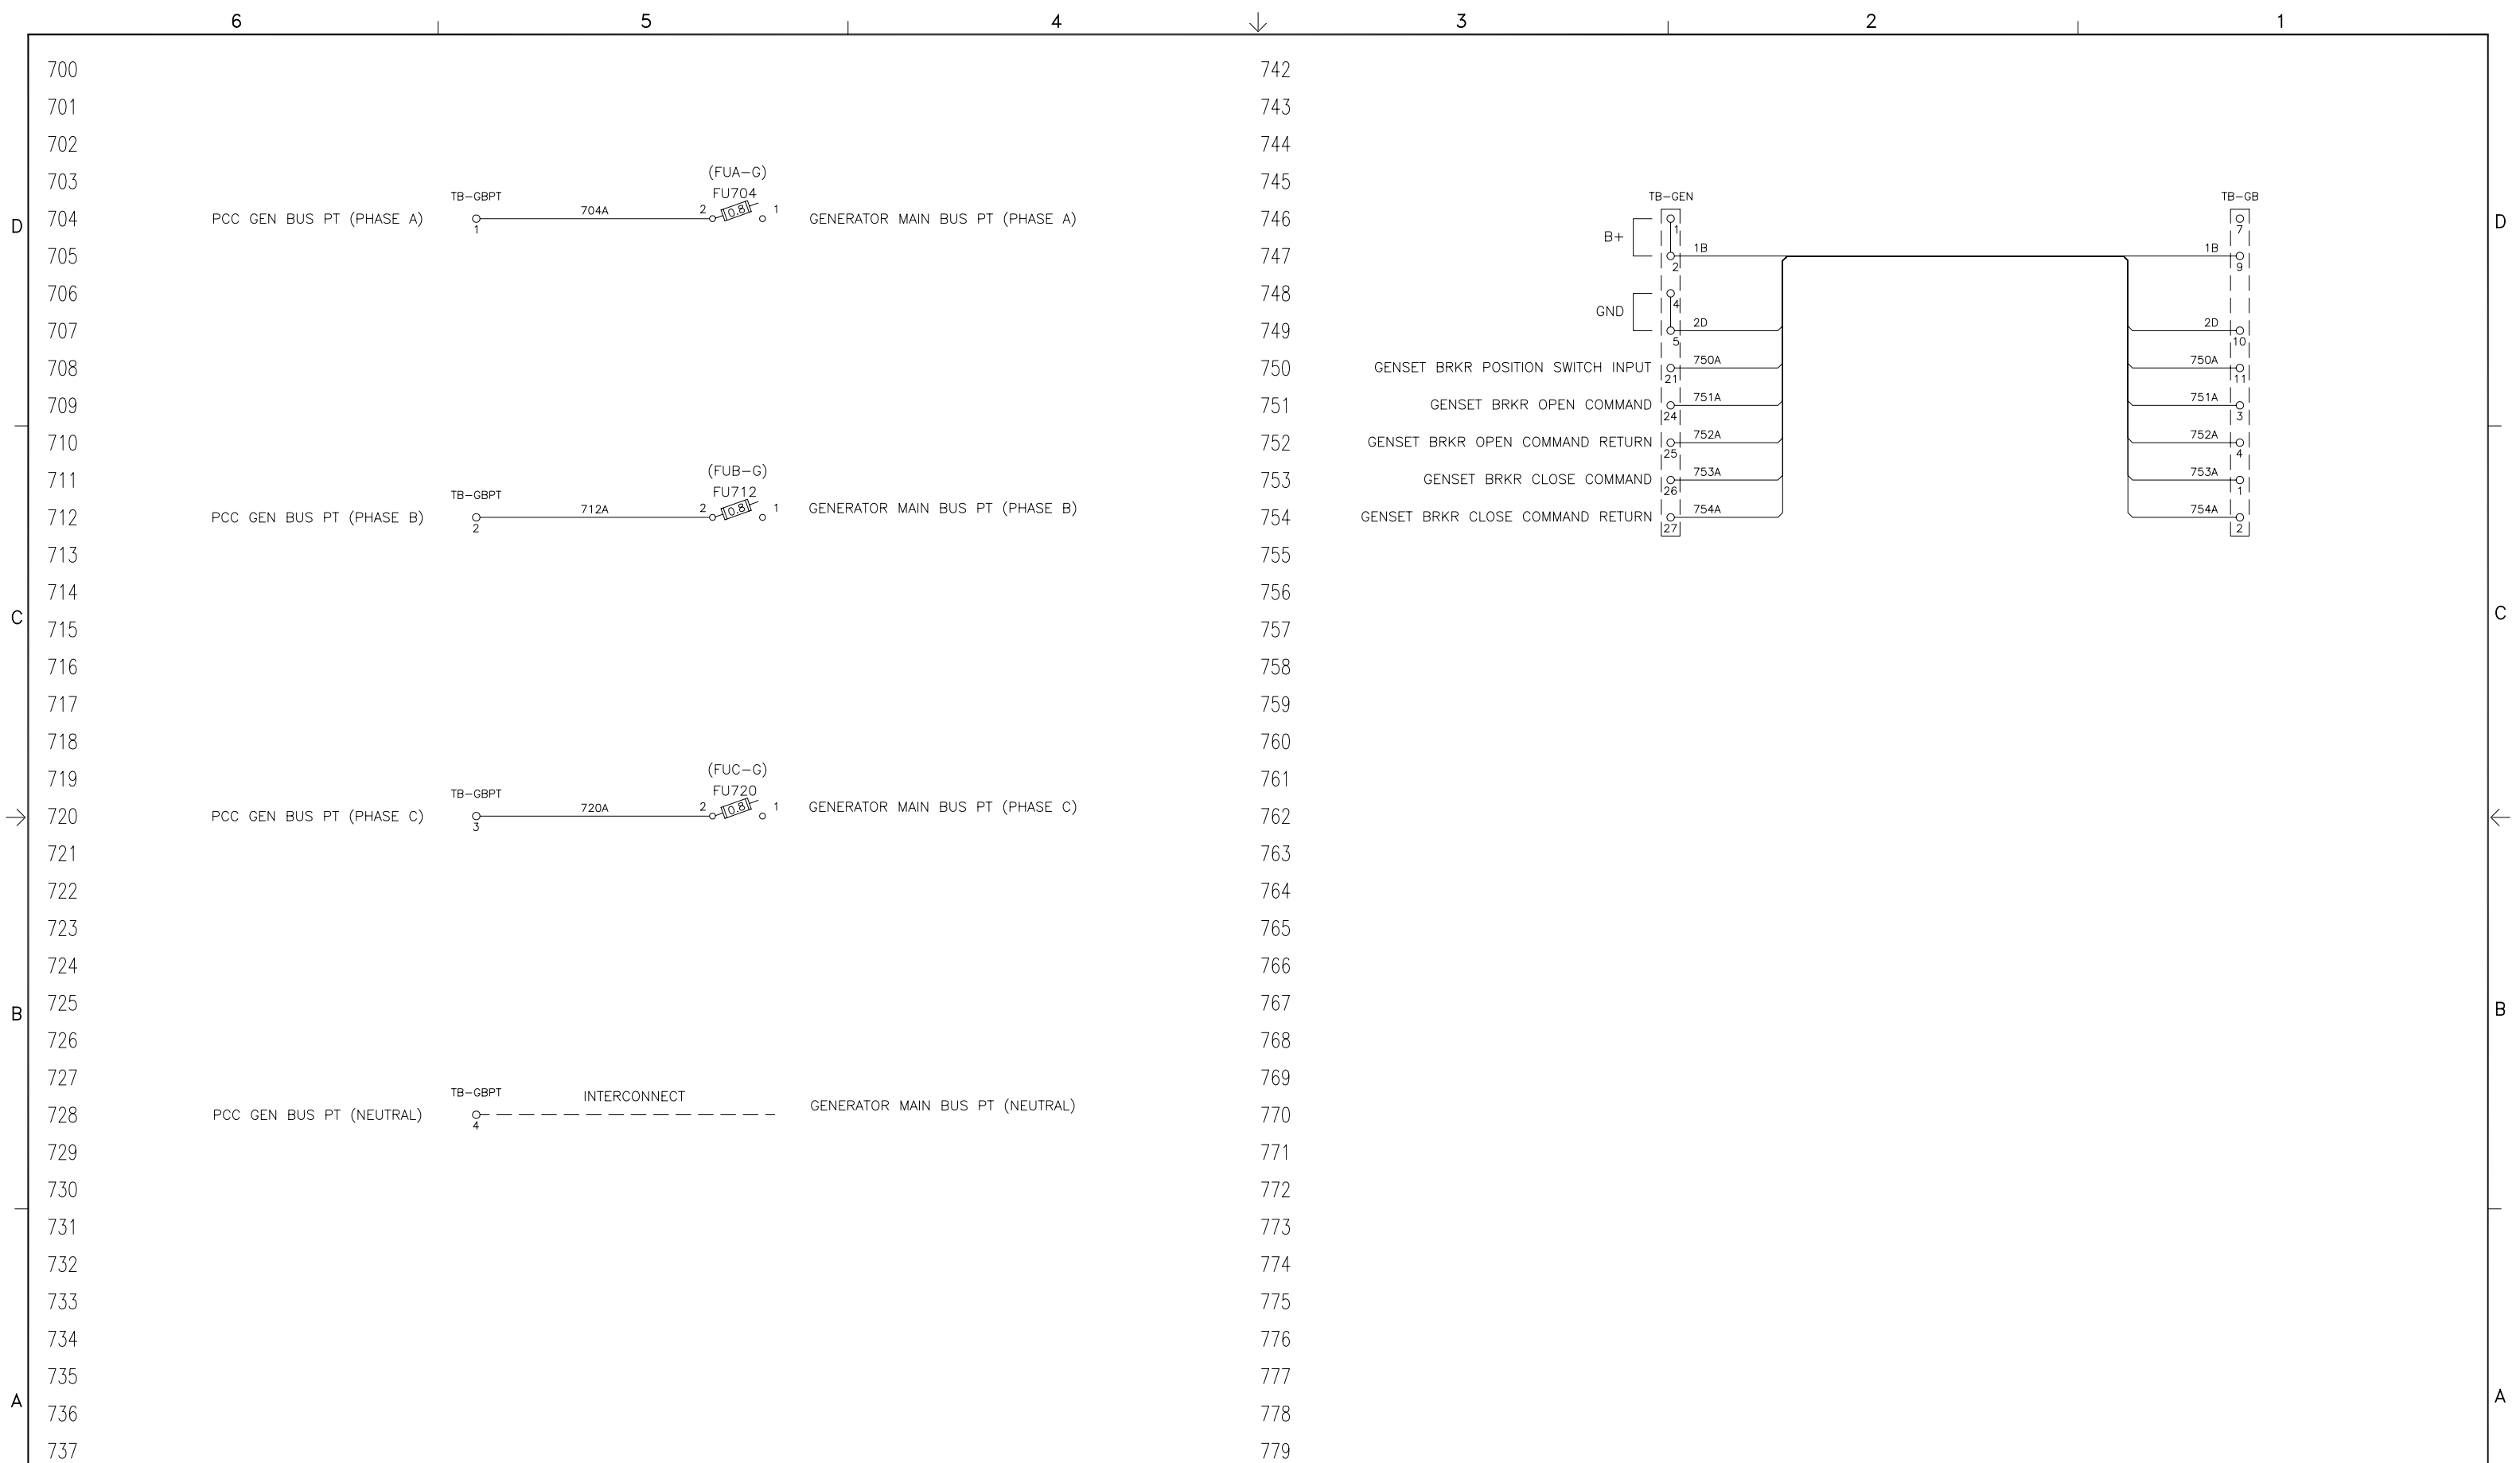 6 5 4 3 2 1
700
701
702
703
704
705
706
707
708
709
710
711
712
713
714
715
716
717
718
719
720
721
722
723
724
725
726
727
728
729
730
731
732
733
734
735
736
737
D
C
B
A
(FUA-G)
FU704
TB-GBPT
PCC GEN BUS PT (PHASE A) 1 704A 2 0.8 1 GENERATOR MAIN BUS PT (PHASE A)
(FUB-G)
FU712
TB-GBPT
PCC GEN BUS PT (PHASE B) 2 712A 2 0.8 1 GENERATOR MAIN BUS PT (PHASE B)
(FUC-G)
FU720
TB-GBPT
PCC GEN BUS PT (PHASE C) 3 720A 2 0.8 1 GENERATOR MAIN BUS PT (PHASE C)
TB-GBPT
PCC GEN BUS PT (NEUTRAL) 4 INTERCONNECT GENERATOR MAIN BUS PT (NEUTRAL)
742
743
744
745
746
747
748
749
750
751
752
753
754
755
756
757
758
759
760
761
762
763
764
765
766
767
768
769
770
771
772
773
774
775
776
777
778
779
TB-GEN TB-GB
1 7
B+
2 1B 1B 9
4
GND
5 2D 2D 10
GENSET BRKR POSITION SWITCH INPUT 21 750A 750A 11
GENSET BRKR OPEN COMMAND 24 751A 751A 3
GENSET BRKR OPEN COMMAND RETURN 25 752A 752A 4
GENSET BRKR CLOSE COMMAND 26 753A 753A 1
GENSET BRKR CLOSE COMMAND RETURN 27 754A 754A 2
D
C
B
A